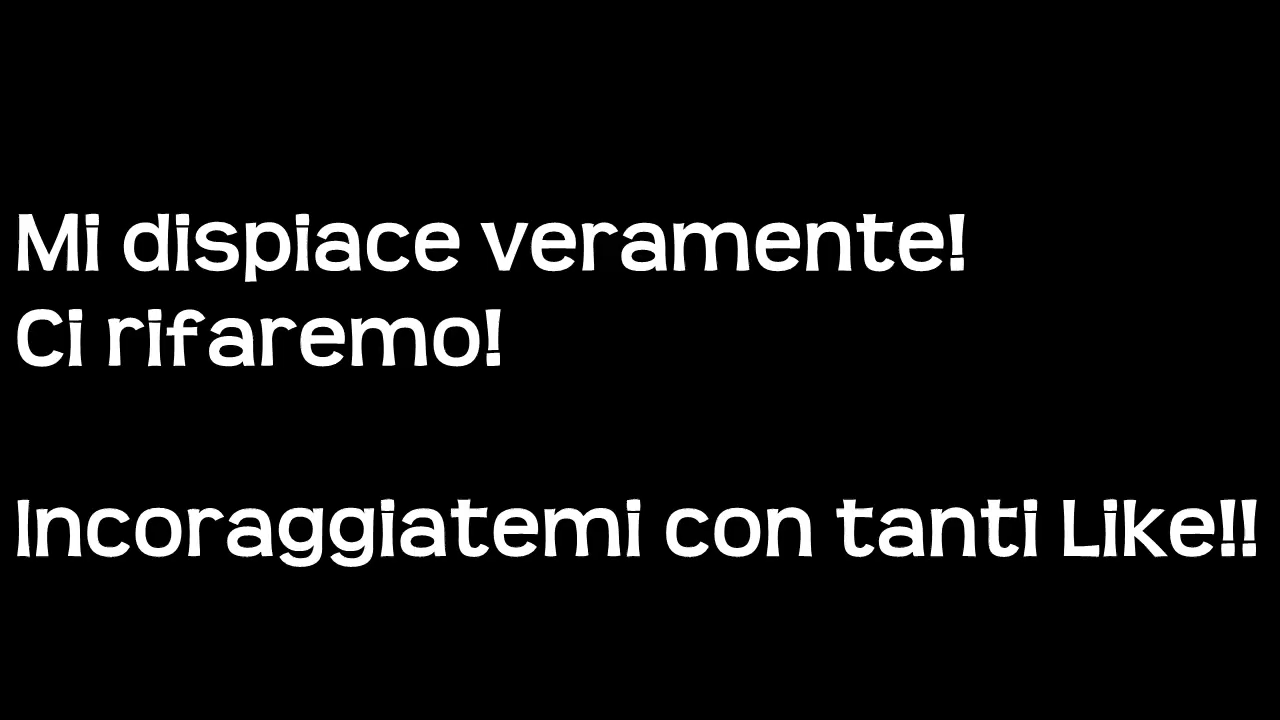 Mi dispiace veramente!
Ci rifaremo!
Incoraggiatemi con tanti Like!!